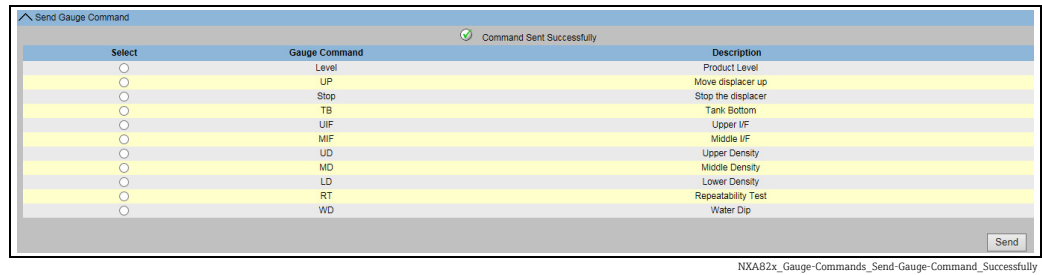 Send Gauge Command
Command Sent Successfully
Select Gauge Command Description
Level Product Level
UP Move displacer up
Stop Stop the displacer
TB Tank Bottom
UIF Upper I/F
MIF Middle I/F
UD Upper Density
MD Middle Density
LD Lower Density
RT Repeatability Test
WD Water Dip
Send
NXA82x_Gauge-Commands_Send-Gauge-Command_Successfully